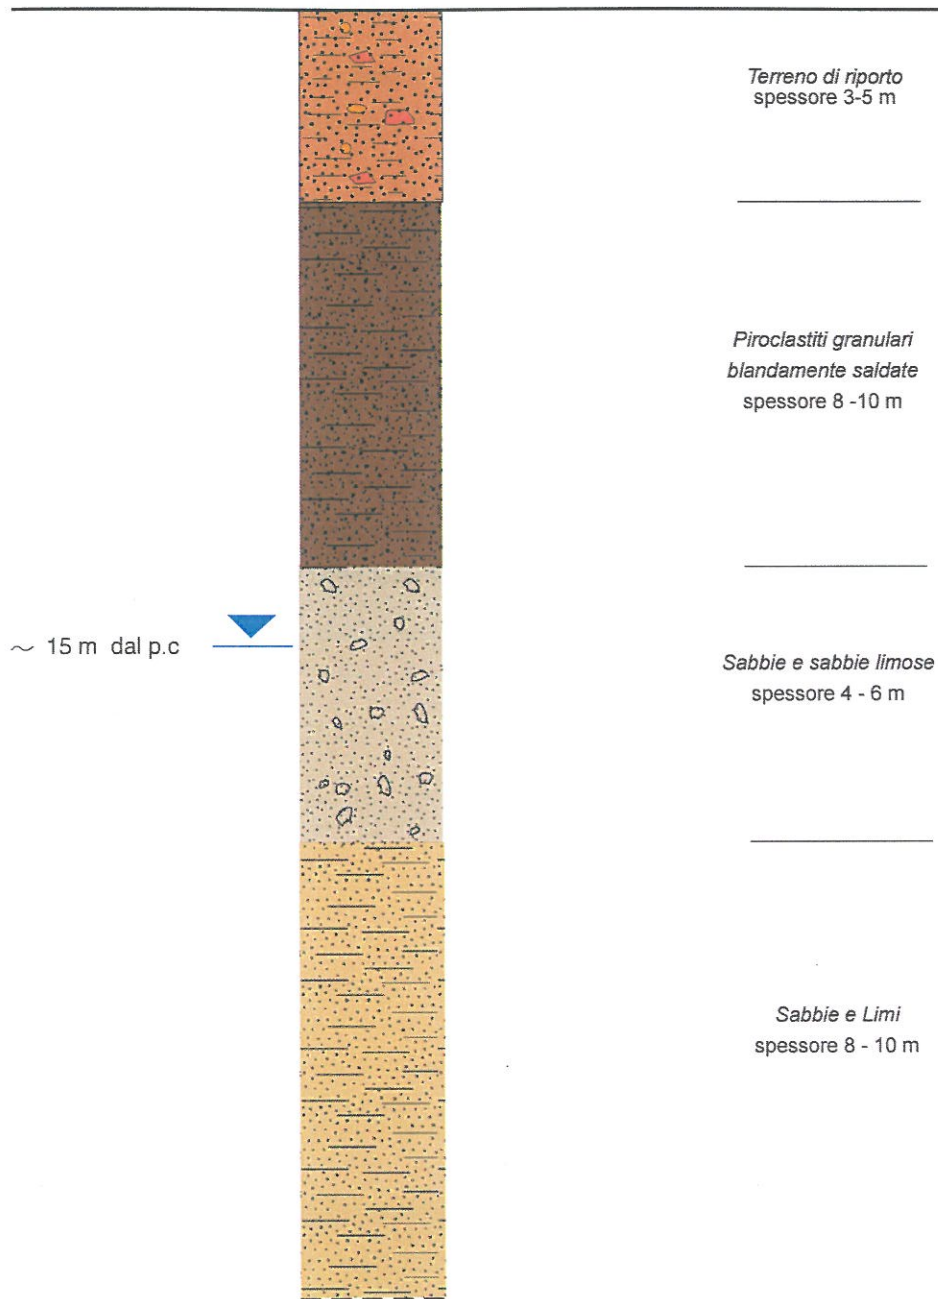 Terreno di riporto
spessore 3-5 m
Piroclastiti granulari
blandamente saldate
spessore 8 -10 m
~ 15 m dal p.c
Sabbie e sabbie limose
spessore 4 - 6 m
Sabbie e Limi
spessore 8 - 10 m